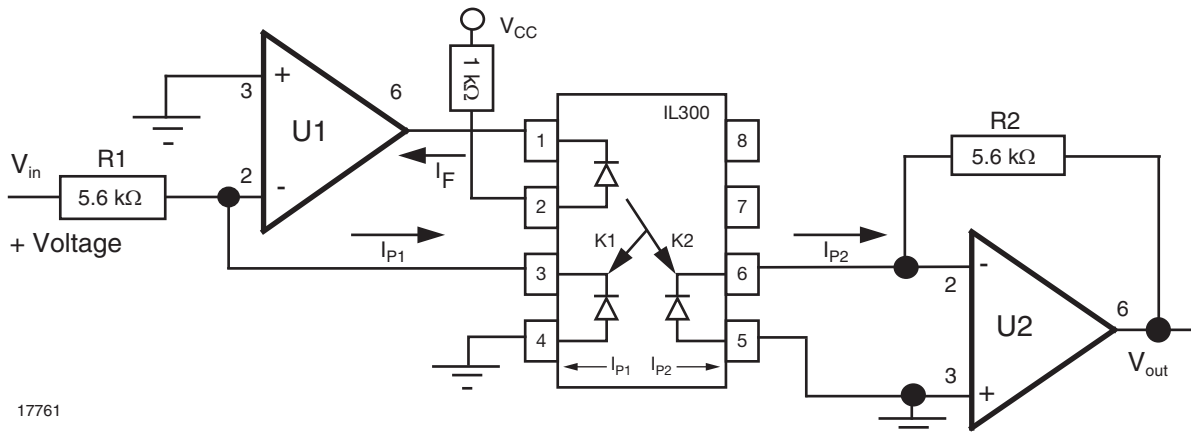 V_CC
1 kΩ
+
3
6
IL300
U1
1
8
R2
5.6 kΩ
V_in
R1
5.6 kΩ
2
-
I_F
2
7
+ Voltage
I_P1
K1
K2
I_P2
3
6
-
2
6
U2
4
5
I_P1
I_P2
3
+
V_out
17761